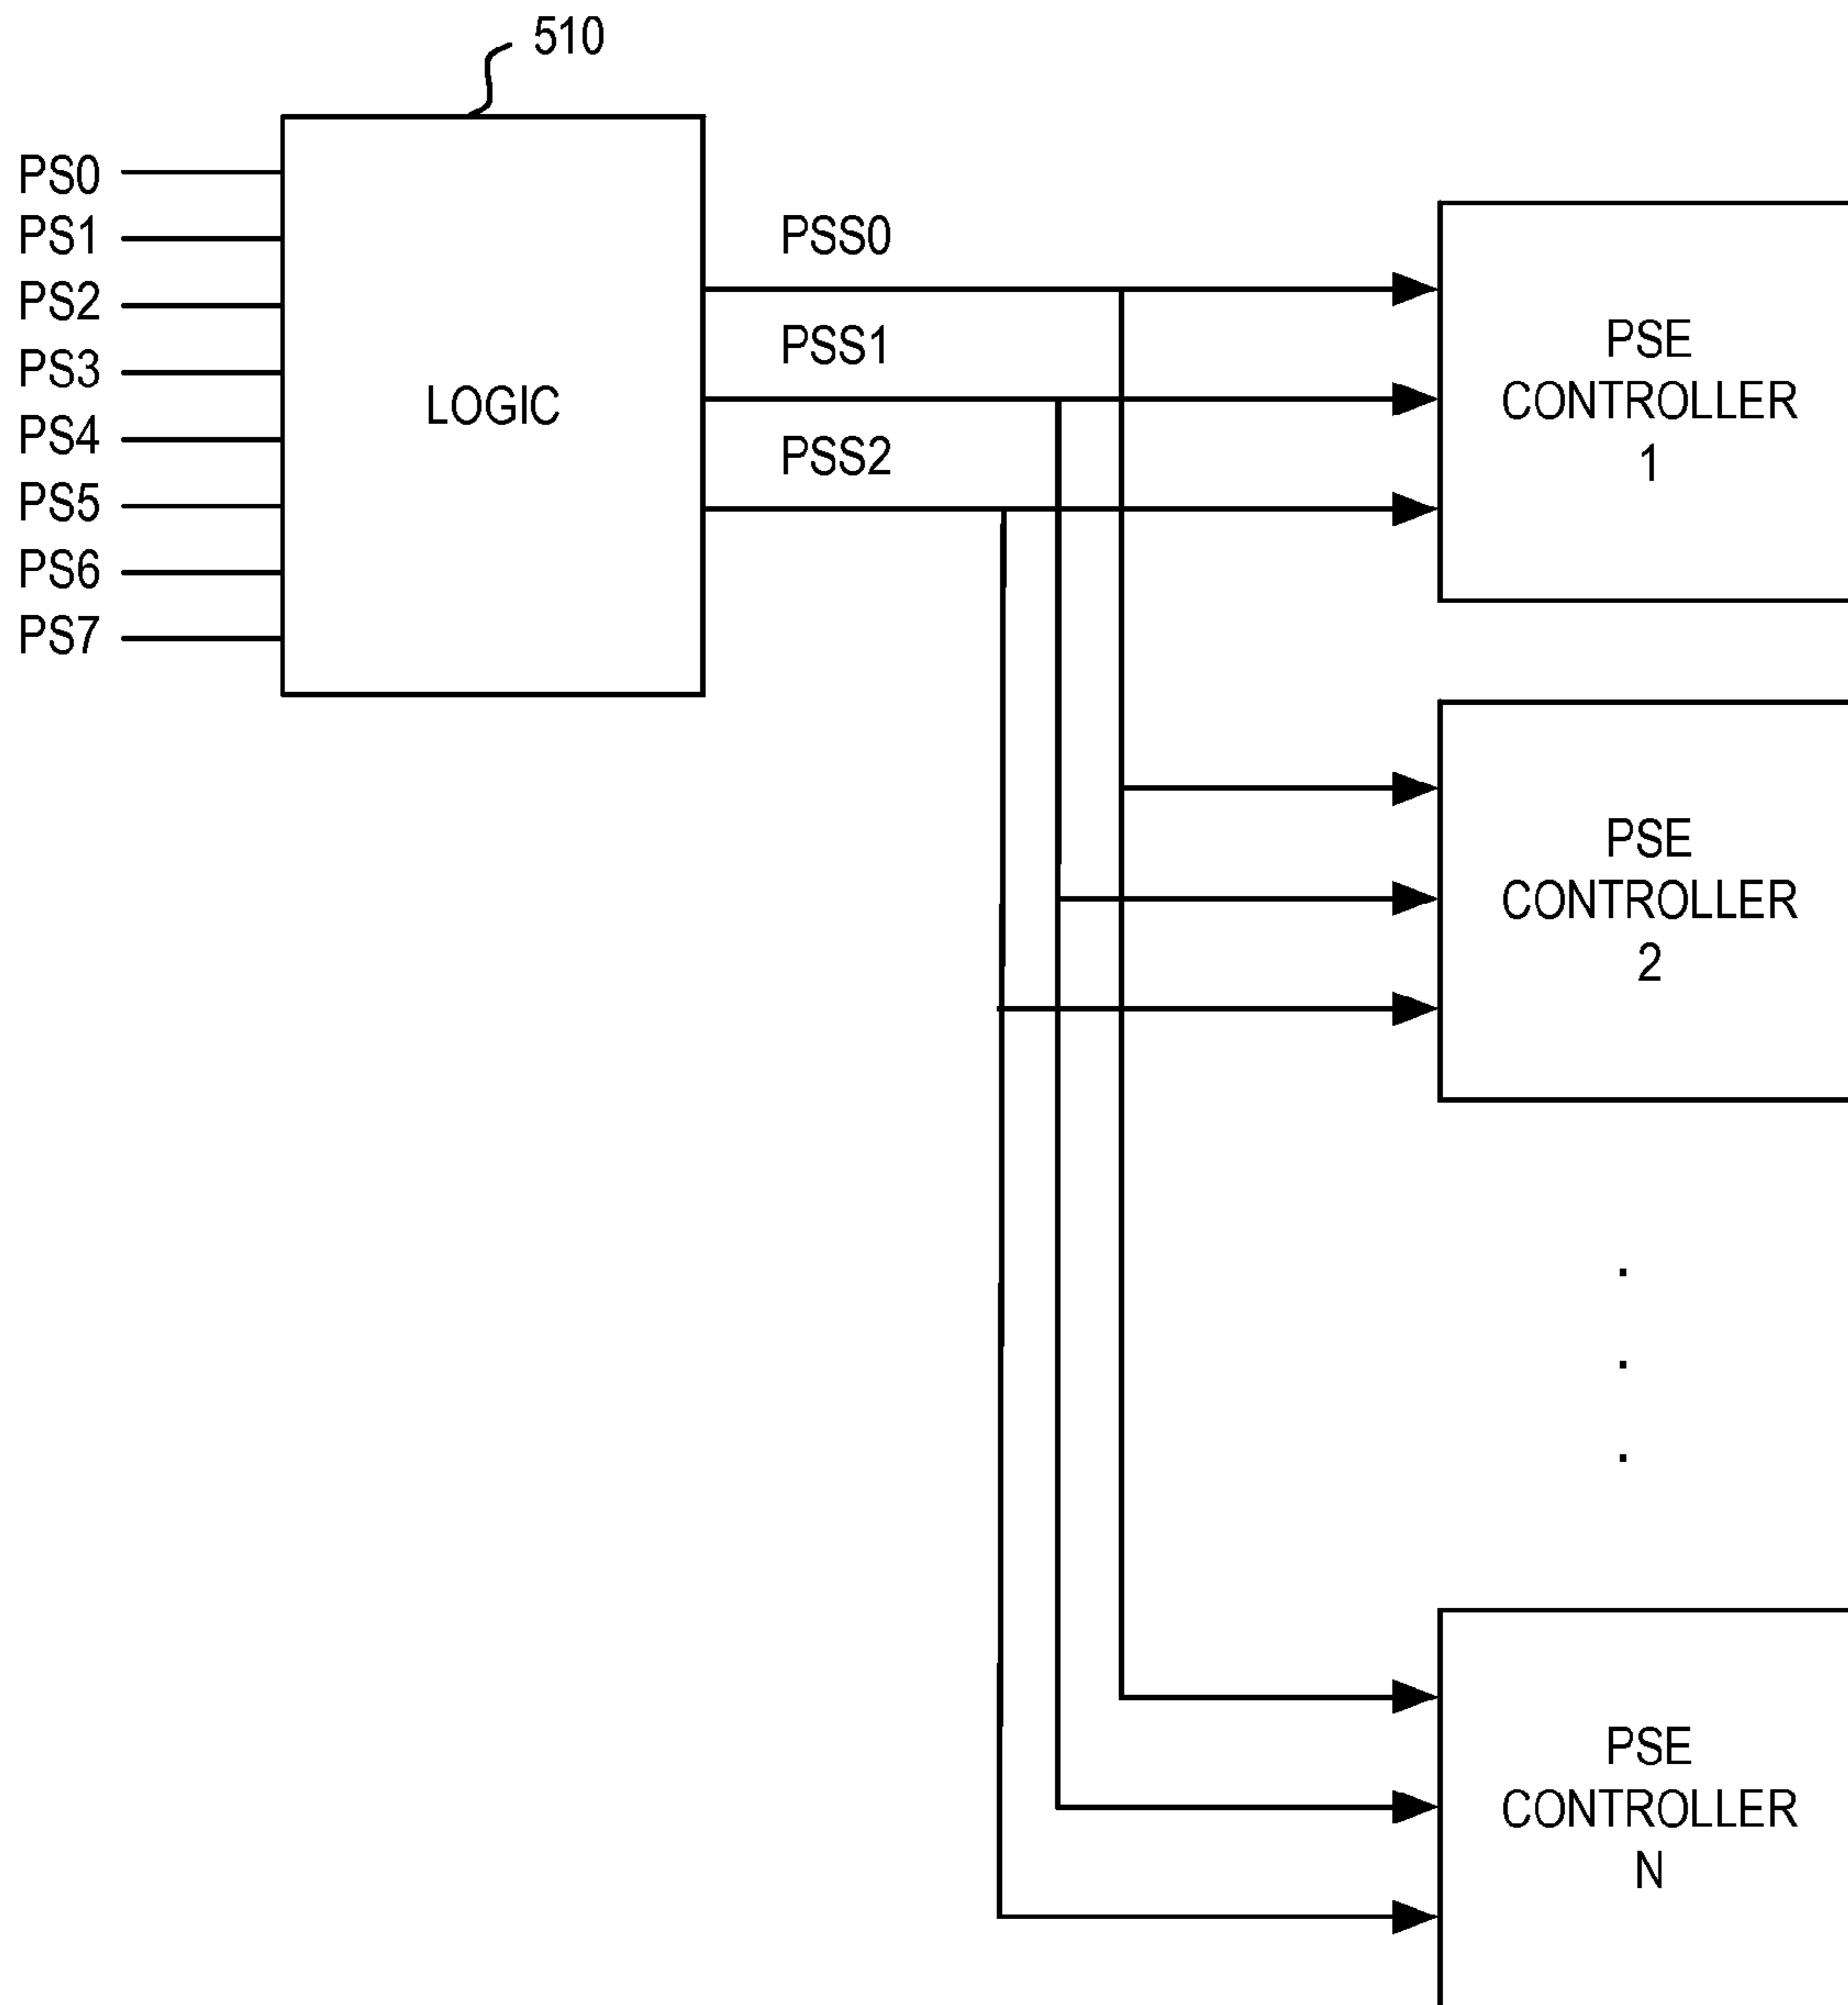 510
PS0
PS1
PS2
PS3
PS4
PS5
PS6
PS7
LOGIC
PSS0
PSS1
PSS2
PSE
CONTROLLER
1
PSE
CONTROLLER
2
PSE
CONTROLLER
N